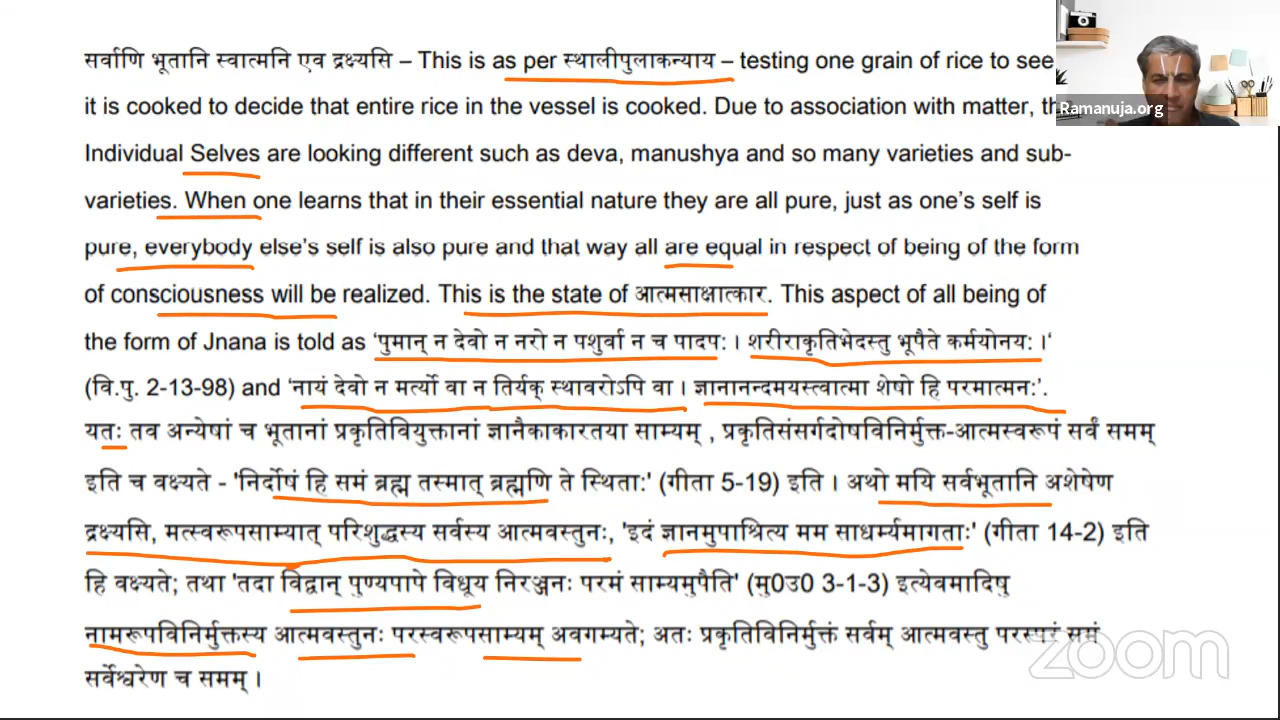 सर्वाणि भूतानि स्वात्मनि एव द्रक्ष्यसि – This is as per स्थालीपुलाकन्याय – testing one grain of rice to see
it is cooked to decide that entire rice in the vessel is cooked. Due to association with matter,
Individual Selves are looking different such as deva, manushya and so many varieties and sub-
varieties. When one learns that in their essential nature they are all pure, just as one's self is
pure, everybody else's self is also pure and that way all are equal in respect of being of the form
of consciousness will be realized. This is the state of आत्मसाक्षात्कार. This aspect of all being of
the form of Jnana is told as 'पुमान् न देवो न नरो न पशुर्वा न च पादपः । शरीराकृतिभेदस्तु भूपैते कर्मयोनयः ।'
(वि.पु. 2-13-98) and 'नायं देवो न मर्त्यो वा न तिर्यक् स्थावरोऽपि वा । ज्ञानानन्दमयस्त्वात्मा शेषो हि परमात्मनः'.
यतः तव अन्येषां च भूतानां प्रकृतिवियुक्तानां ज्ञानैकाकारतया साम्यम् , प्रकृतिसंसर्गदोषविनिर्मुक्त-आत्मस्वरूपं सर्वं समम्
इति च वक्ष्यते - 'निर्दोषं हि समं ब्रह्म तस्मात् ब्रह्मणि ते स्थिताः' (गीता 5-19) इति । अथो मयि सर्वभूतानि अशेषेण
द्रक्ष्यसि, मत्स्वरूपसाम्यात् परिशुद्धस्य सर्वस्य आत्मवस्तुनः, 'इदं ज्ञानमुपाश्रित्य मम साधर्म्यमागताः' (गीता 14-2) इति
हि वक्ष्यते; तथा 'तदा विद्वान् पुण्यपापे विधूय निरञ्जनः परमं साम्यमुपैति' (मु0उ0 3-1-3) इत्येवमादिषु
नामरूपविनिर्मुक्तस्य आत्मवस्तुनः परस्वरूपसाम्यम् अवगम्यते; अतः प्रकृतिविनिर्मुक्तं सर्वम् आत्मवस्तु परस्परं समं
सर्वेश्वरेण च समम् ।
Ramanuja.org
zoom